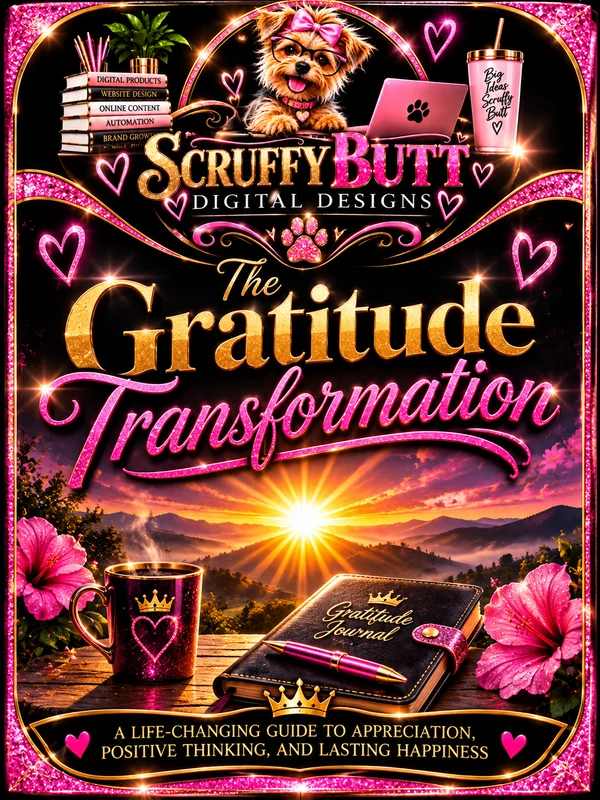 DIGITAL PRODUCTS
WEBSITE DESIGN
ONLINE CONTENT
AUTOMATION
BRAND GROWTH
Big
Ideas
Scruffy
Butt
SCRUFFYBUTT
DIGITAL DESIGNS
The
Gratitude
Transformation
Gratitude
Journal
A LIFE-CHANGING GUIDE TO APPRECIATION,
POSITIVE THINKING, AND LASTING HAPPINESS